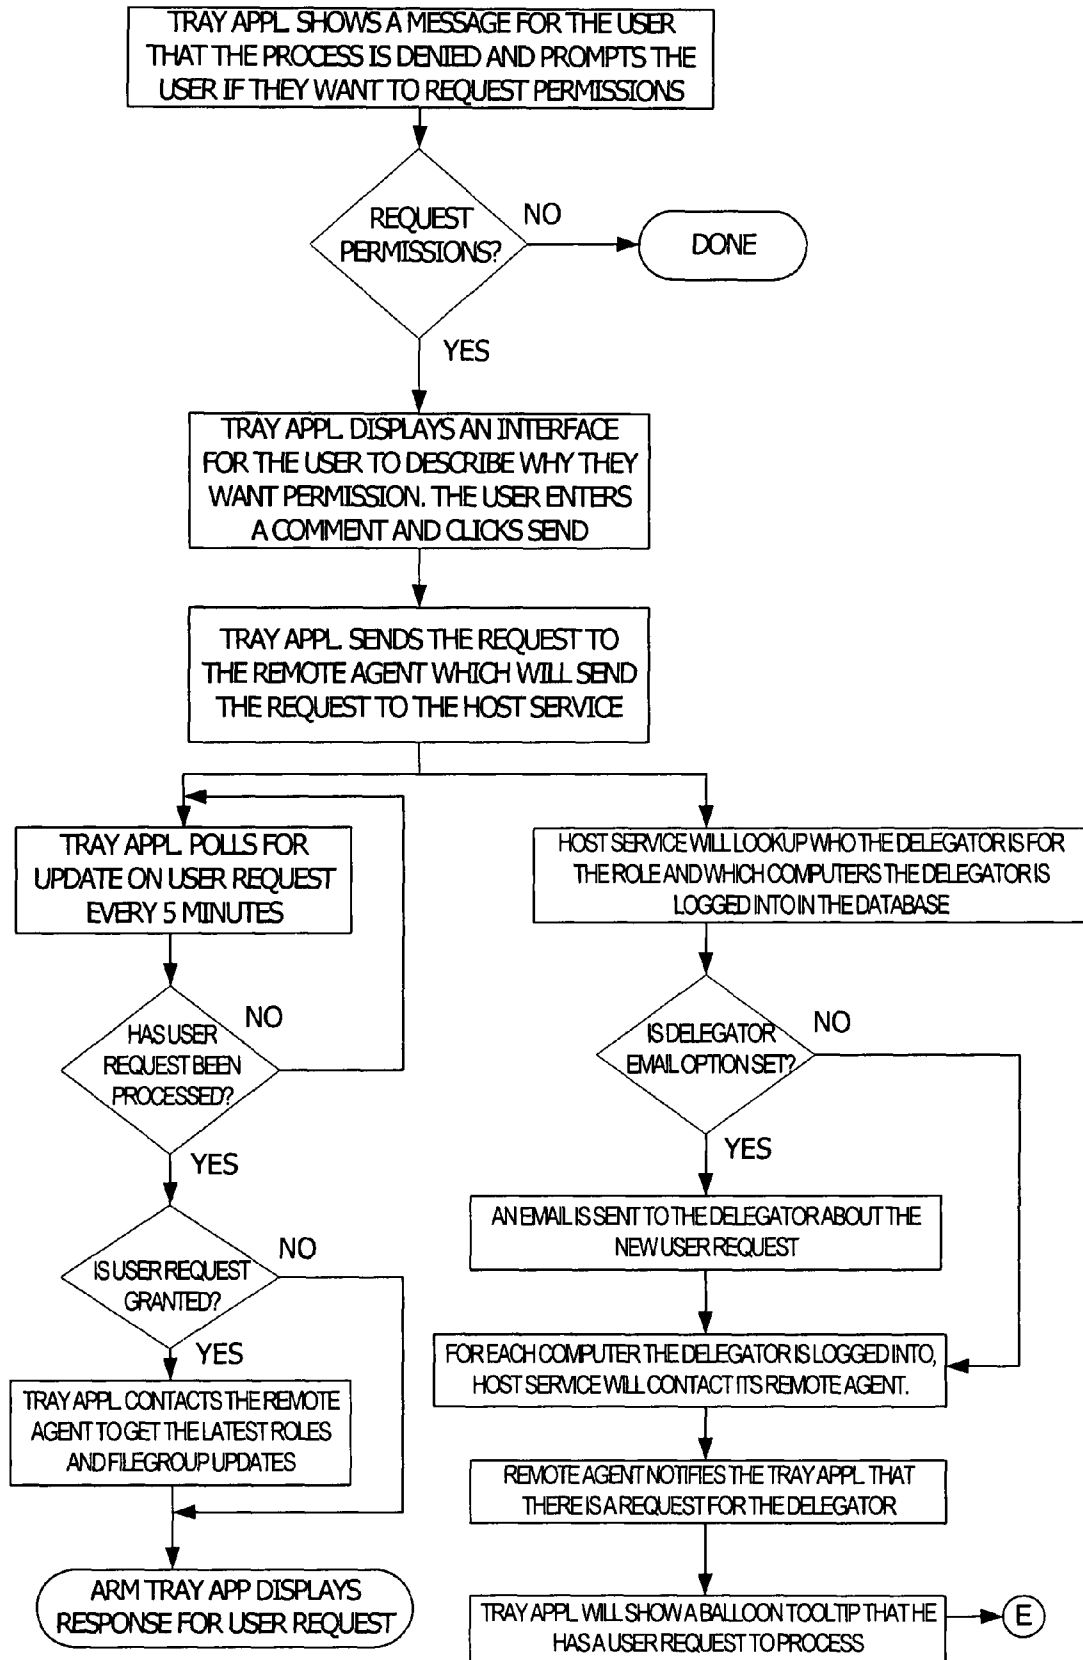 TRAY APPL. SHOWS A MESSAGE FOR THE USER
THAT THE PROCESS IS DENIED AND PROMPTS THE
USER IF THEY WANT TO REQUEST PERMISSIONS
REQUEST
PERMISSIONS?
NO
DONE
YES
TRAY APPL. DISPLAYS AN INTERFACE
FOR THE USER TO DESCRIBE WHY THEY
WANT PERMISSION. THE USER ENTERS
A COMMENT AND CLICKS SEND
TRAY APPL. SENDS THE REQUEST TO
THE REMOTE AGENT WHICH WILL SEND
THE REQUEST TO THE HOST SERVICE
TRAY APPL. POLLS FOR
UPDATE ON USER REQUEST
EVERY 5 MINUTES
HAS USER
REQUEST BEEN
PROCESSED?
NO
YES
IS USER REQUEST
GRANTED?
NO
YES
TRAY APPL. CONTACTS THE REMOTE
AGENT TO GET THE LATEST ROLES
AND FILEGROUP UPDATES
ARM TRAY APP DISPLAYS
RESPONSE FOR USER REQUEST
HOST SERVICE WILL LOOKUP WHO THE DELEGATOR IS FOR
THE ROLE AND WHICH COMPUTERS THE DELEGATOR IS
LOGGED INTO IN THE DATABASE
IS DELEGATOR
EMAIL OPTION SET?
NO
YES
AN EMAIL IS SENT TO THE DELEGATOR ABOUT THE
NEW USER REQUEST
FOR EACH COMPUTER THE DELEGATOR IS LOGGED INTO,
HOST SERVICE WILL CONTACT ITS REMOTE AGENT.
REMOTE AGENT NOTIFIES THE TRAY APPL THAT
THERE IS A REQUEST FOR THE DELEGATOR
TRAY APPL WILL SHOW A BALLOON TOOLTIP THAT HE
HAS A USER REQUEST TO PROCESS
E